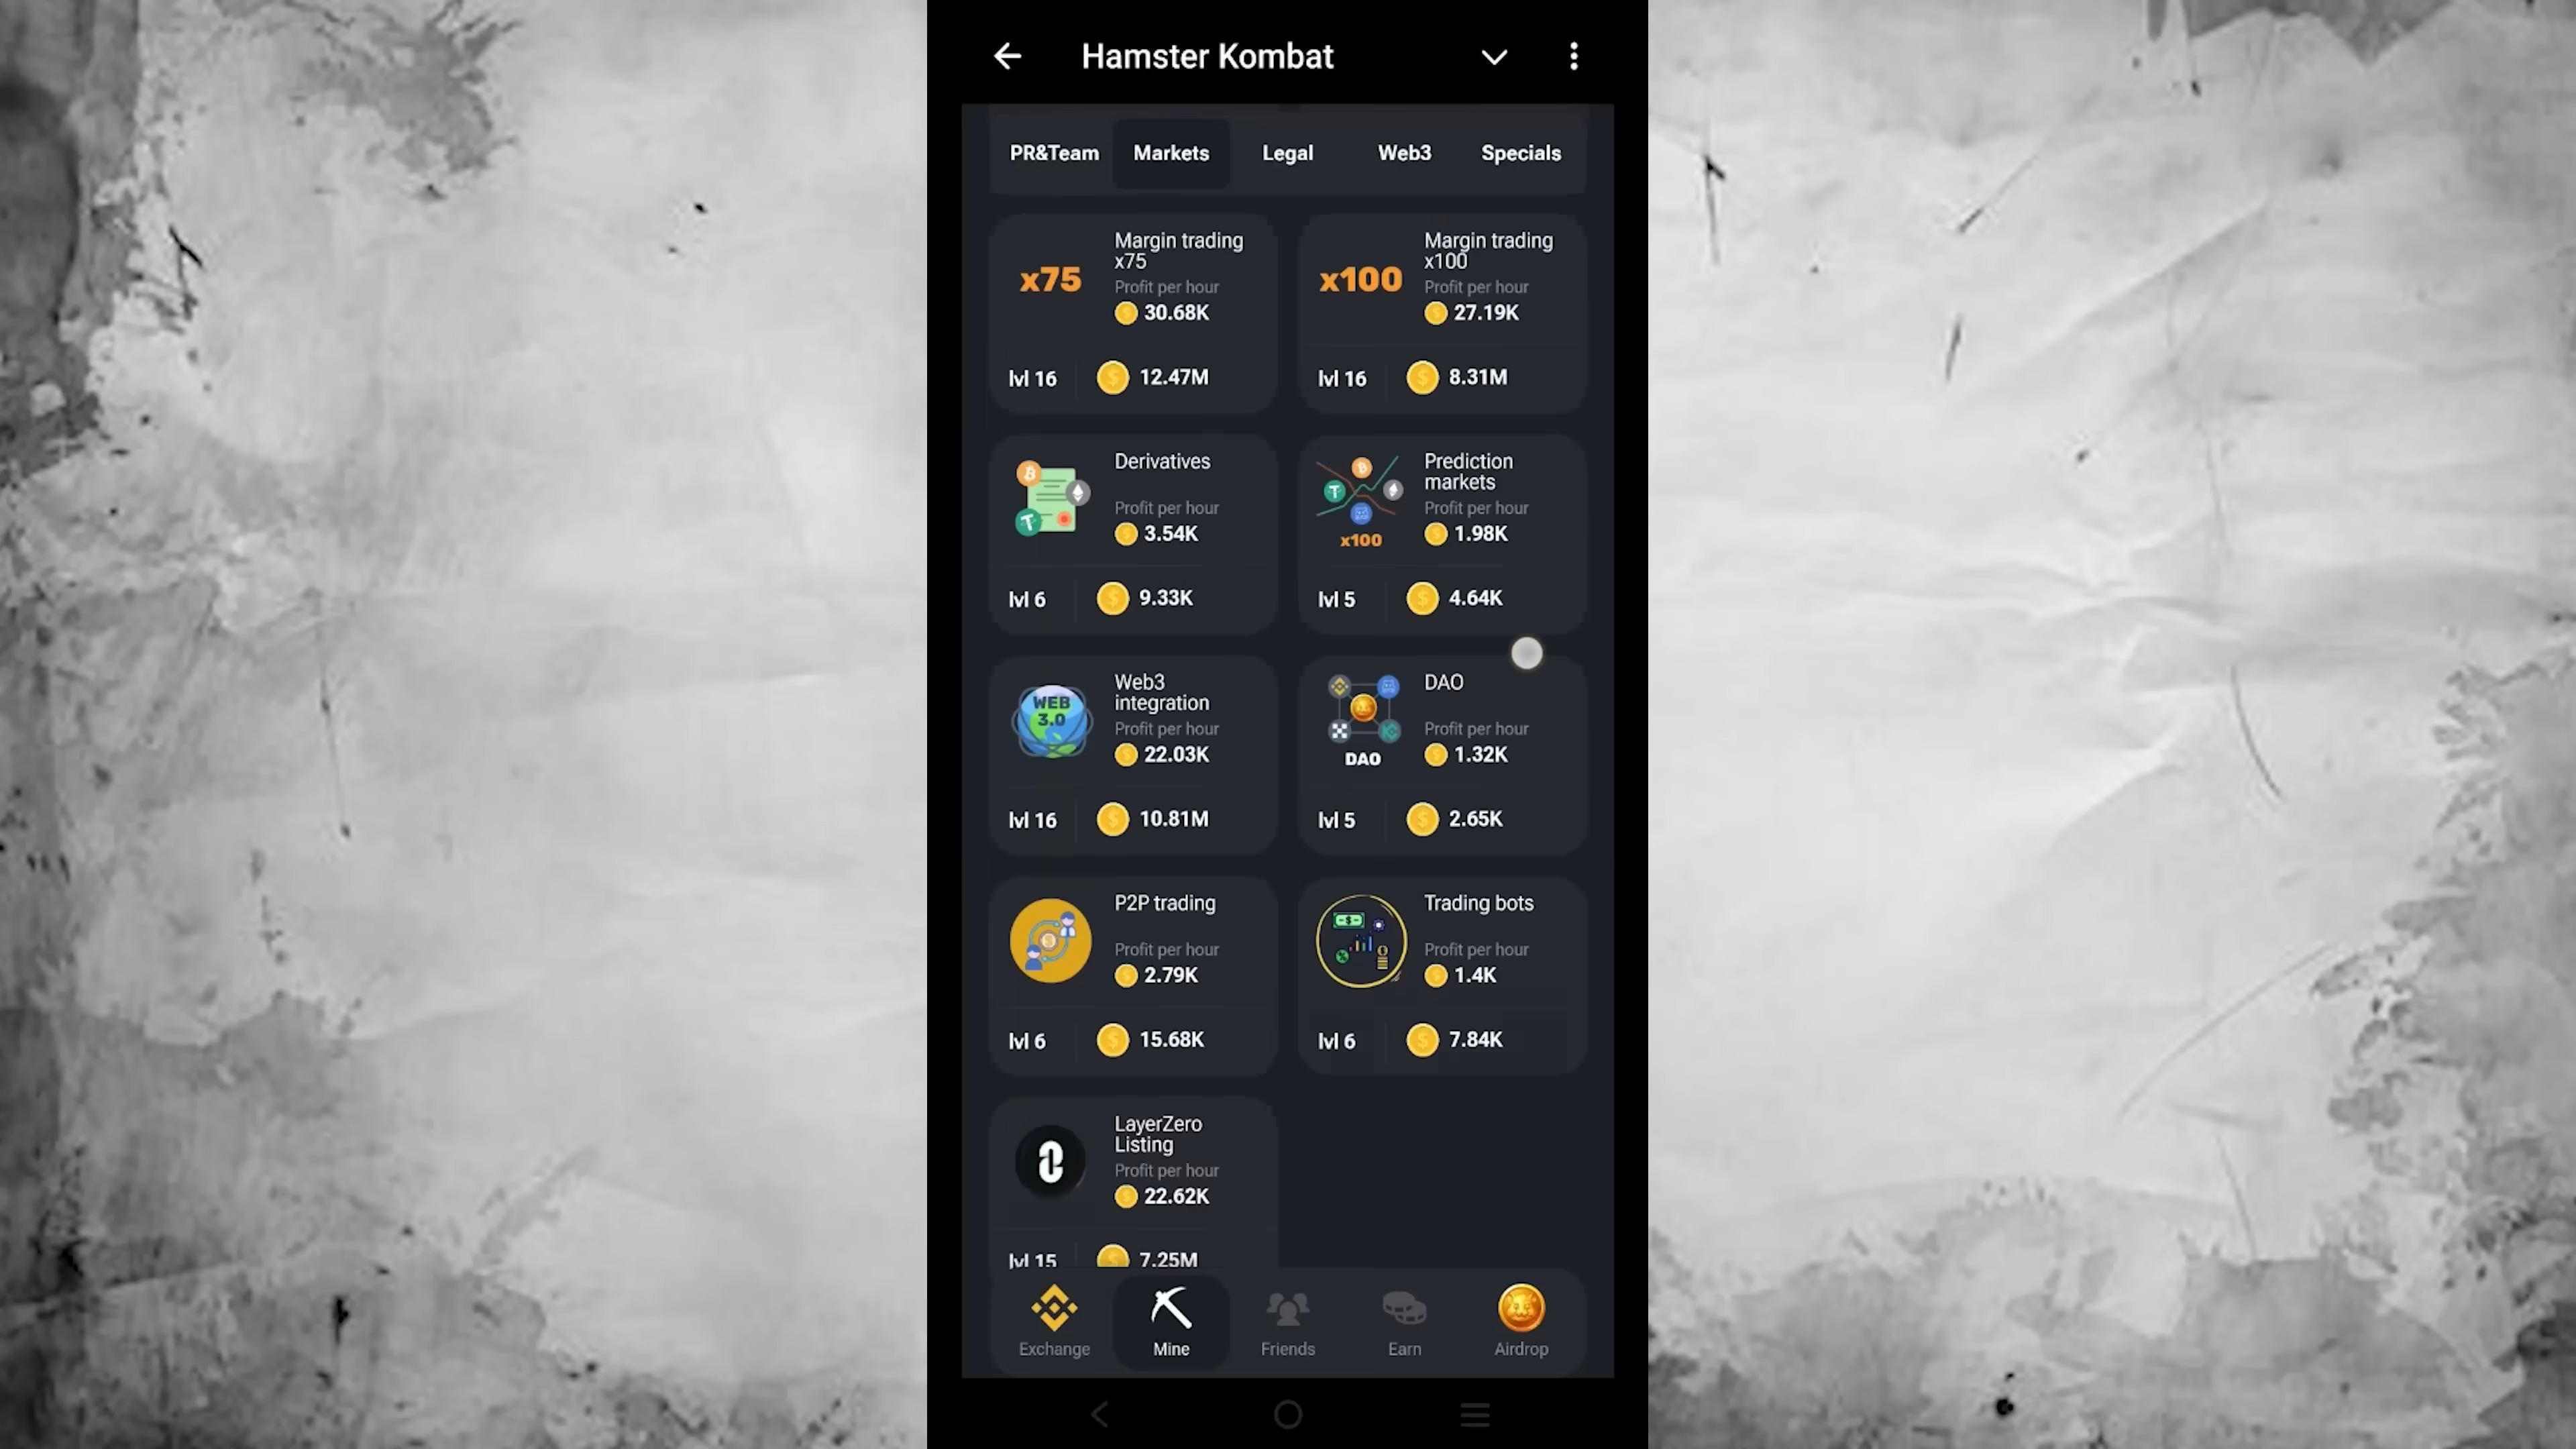 Hamster Kombat
PR&Team Markets Legal Web3 Specials
x75
Margin trading
x75
Profit per hour
30.68K
lvl 16
12.47M
x100
Margin trading
x100
Profit per hour
27.19K
lvl 16
8.31M
Derivatives
Profit per hour
3.54K
lvl 6
9.33K
x100
Prediction
markets
Profit per hour
1.98K
lvl 5
4.64K
WEB
3.0
Web3
integration
Profit per hour
22.03K
lvl 16
10.81M
DAO
DAO
Profit per hour
1.32K
lvl 5
2.65K
P2P trading
Profit per hour
2.79K
lvl 6
15.68K
Trading bots
Profit per hour
1.4K
lvl 6
7.84K
LayerZero
Listing
Profit per hour
22.62K
lvl 15
7.25M
Exchange Mine Friends Earn Airdrop